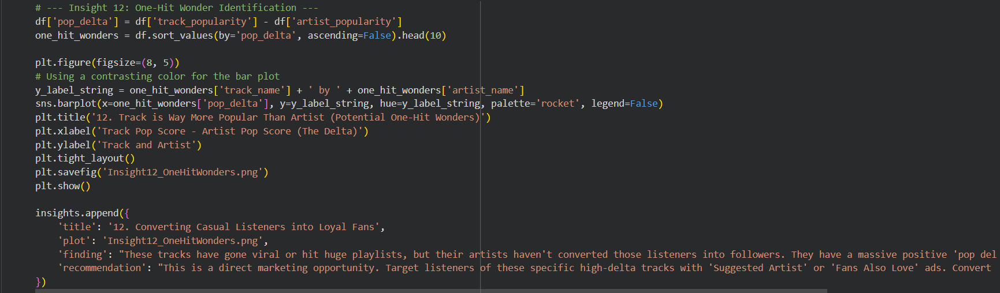 # --- Insight 12: One-Hit Wonder Identification ---
df['pop_delta'] = df['track_popularity'] - df['artist_popularity']
one_hit_wonders = df.sort_values(by='pop_delta', ascending=False).head(10)
plt.figure(figsize=(8, 5))
# Using a contrasting color for the bar plot
y_label_string = one_hit_wonders['track_name'] + ' by ' + one_hit_wonders['artist_name']
sns.barplot(x=one_hit_wonders['pop_delta'], y=y_label_string, hue=y_label_string, palette='rocket', legend=False)
plt.title('12. Track is Way More Popular Than Artist (Potential One-Hit Wonders)')
plt.xlabel('Track Pop Score - Artist Pop Score (The Delta)')
plt.ylabel('Track and Artist')
plt.tight_layout()
plt.savefig('Insight12_OneHitWonders.png')
plt.show()
insights.append({
'title': '12. Converting Casual Listeners into Loyal Fans',
'plot': 'Insight12_OneHitWonders.png',
'finding': "These tracks have gone viral or hit huge playlists, but their artists haven't converted those listeners into followers. They have a massive positive 'pop del
'recommendation': "This is a direct marketing opportunity. Target listeners of these specific high-delta tracks with 'Suggested Artist' or 'Fans Also Love' ads. Convert
})